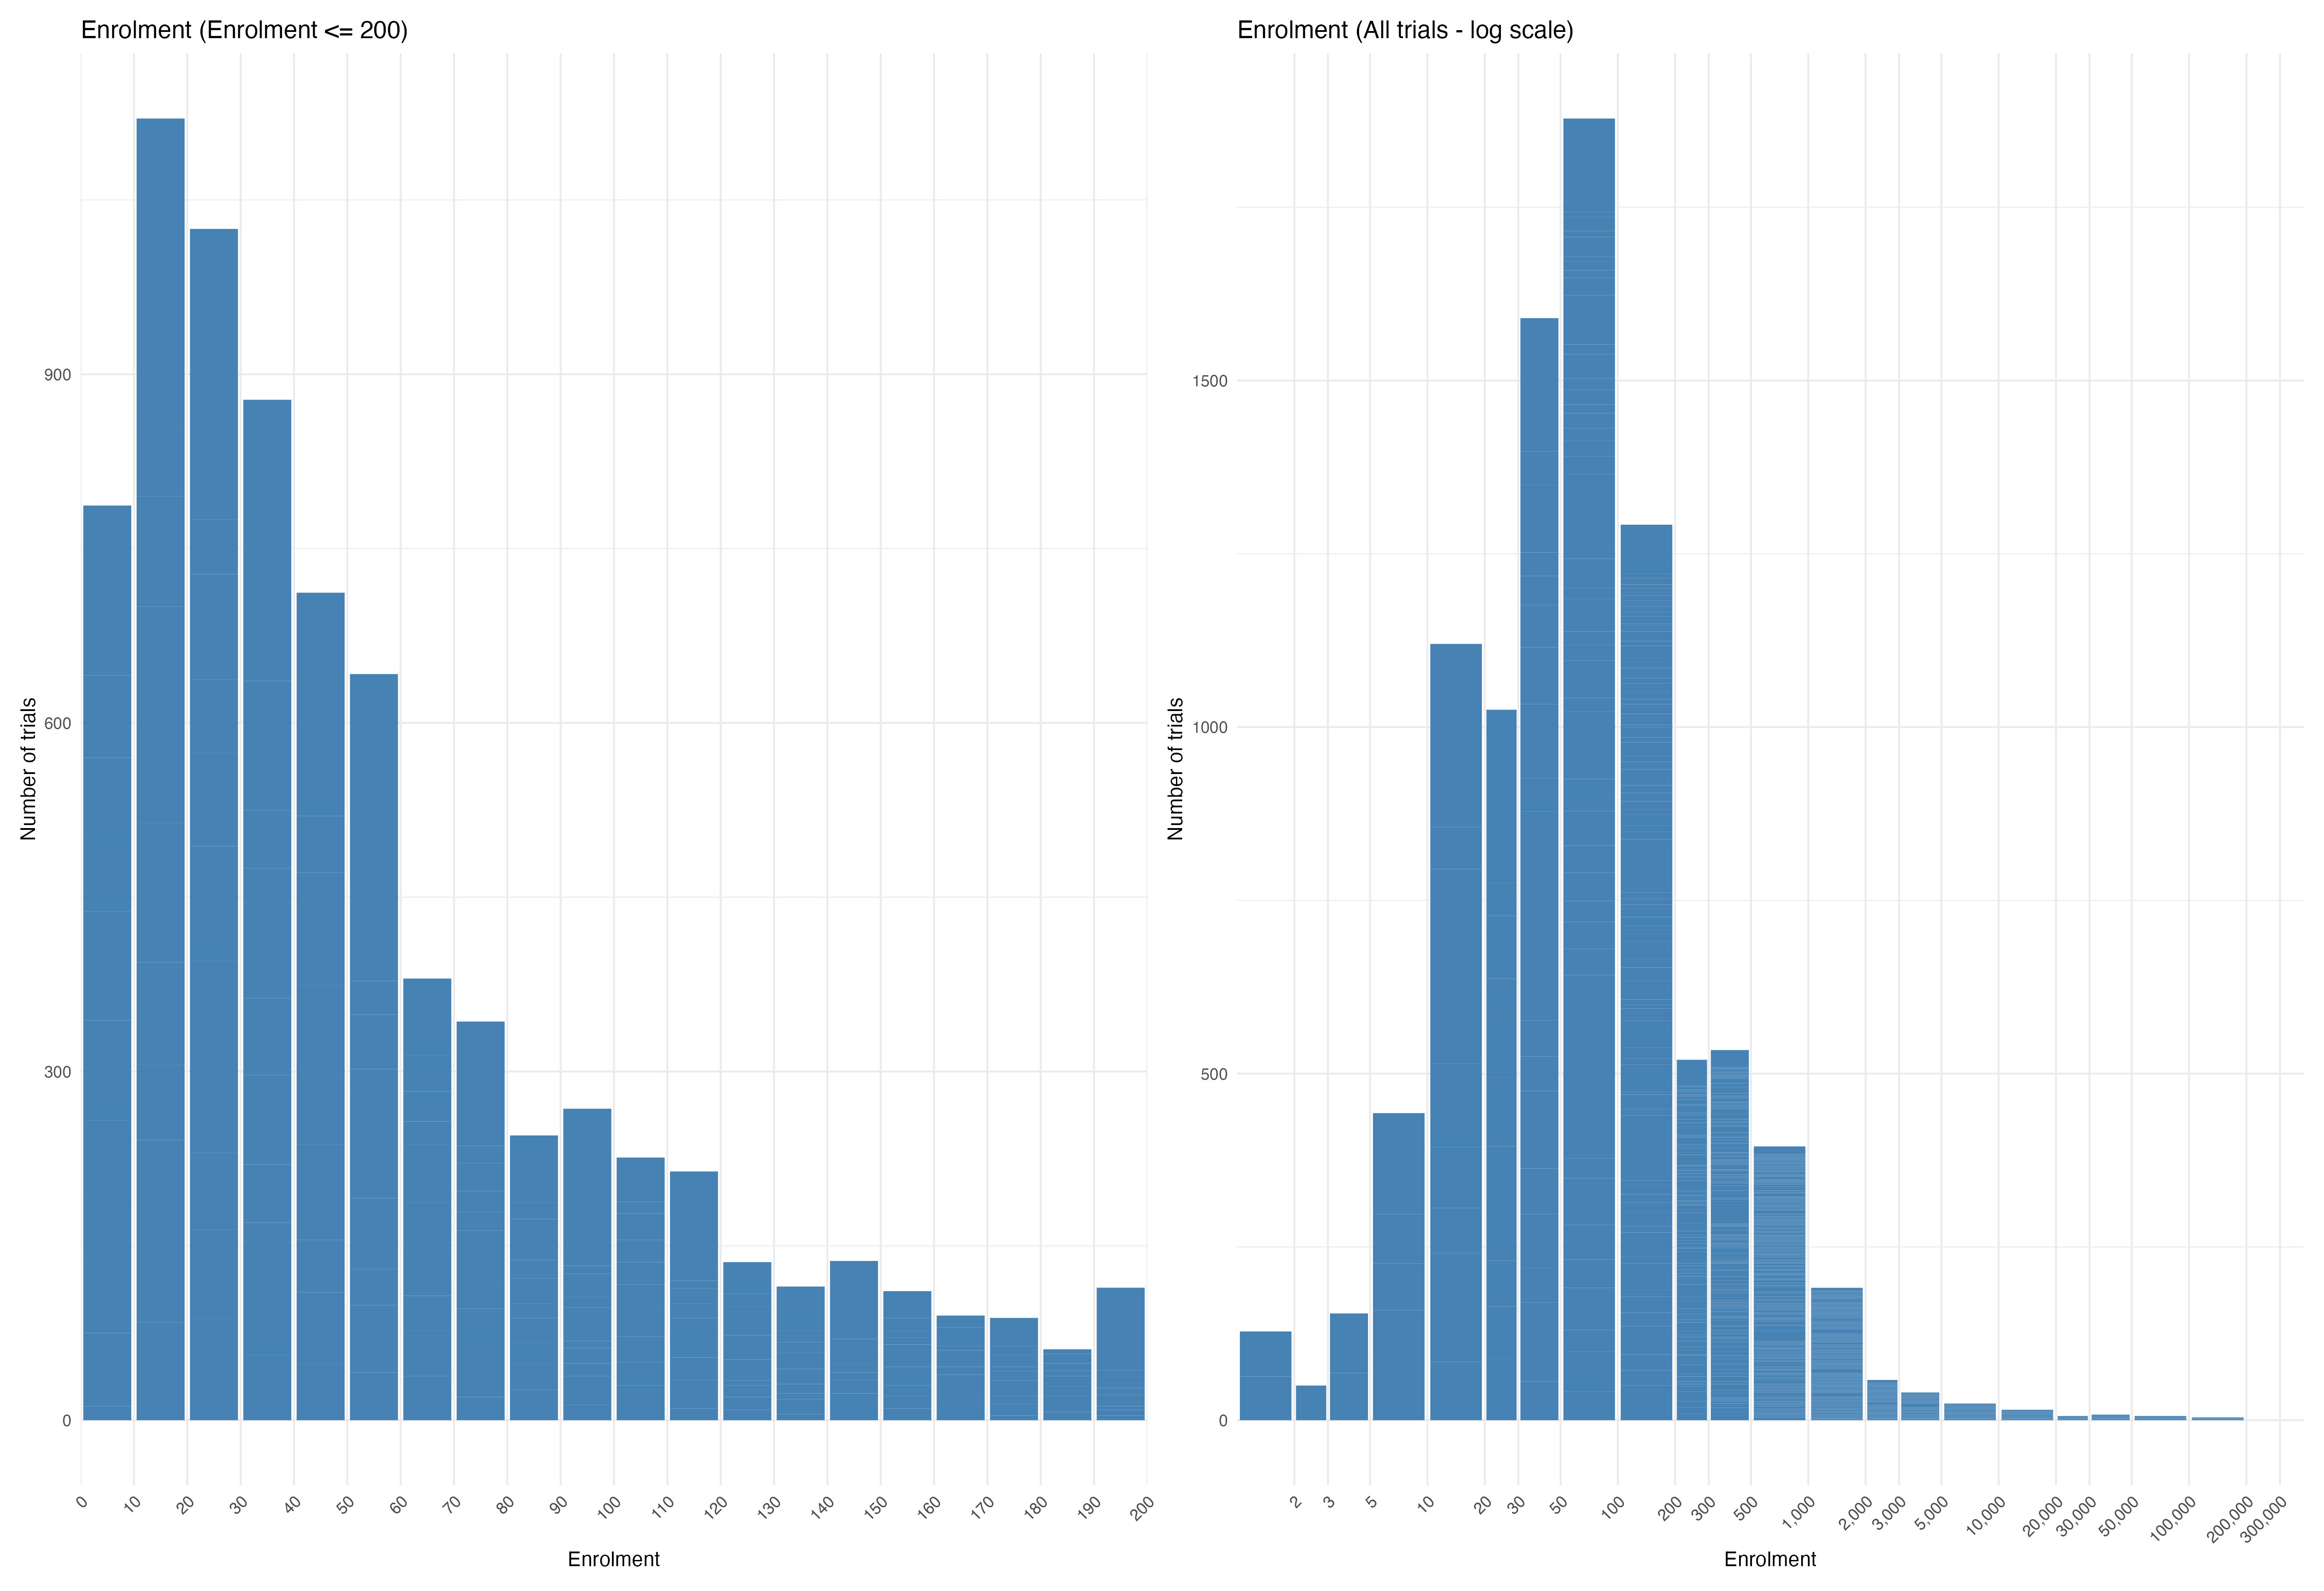 Enrolment (Enrolment <= 200)
Number of trials
900
600
300
0
0 10 20 30 40 50 60 70 80 90 100 110 120 130 140 150 160 170 180 190 200
Enrolment
Enrolment (All trials - log scale)
Number of trials
1500
1000
500
0
2 3 5 10 20 30 50 100 200 300 500 1,000 2,000 3,000 5,000 10,000 20,000 30,000 50,000 100,000 200,000 300,000
Enrolment